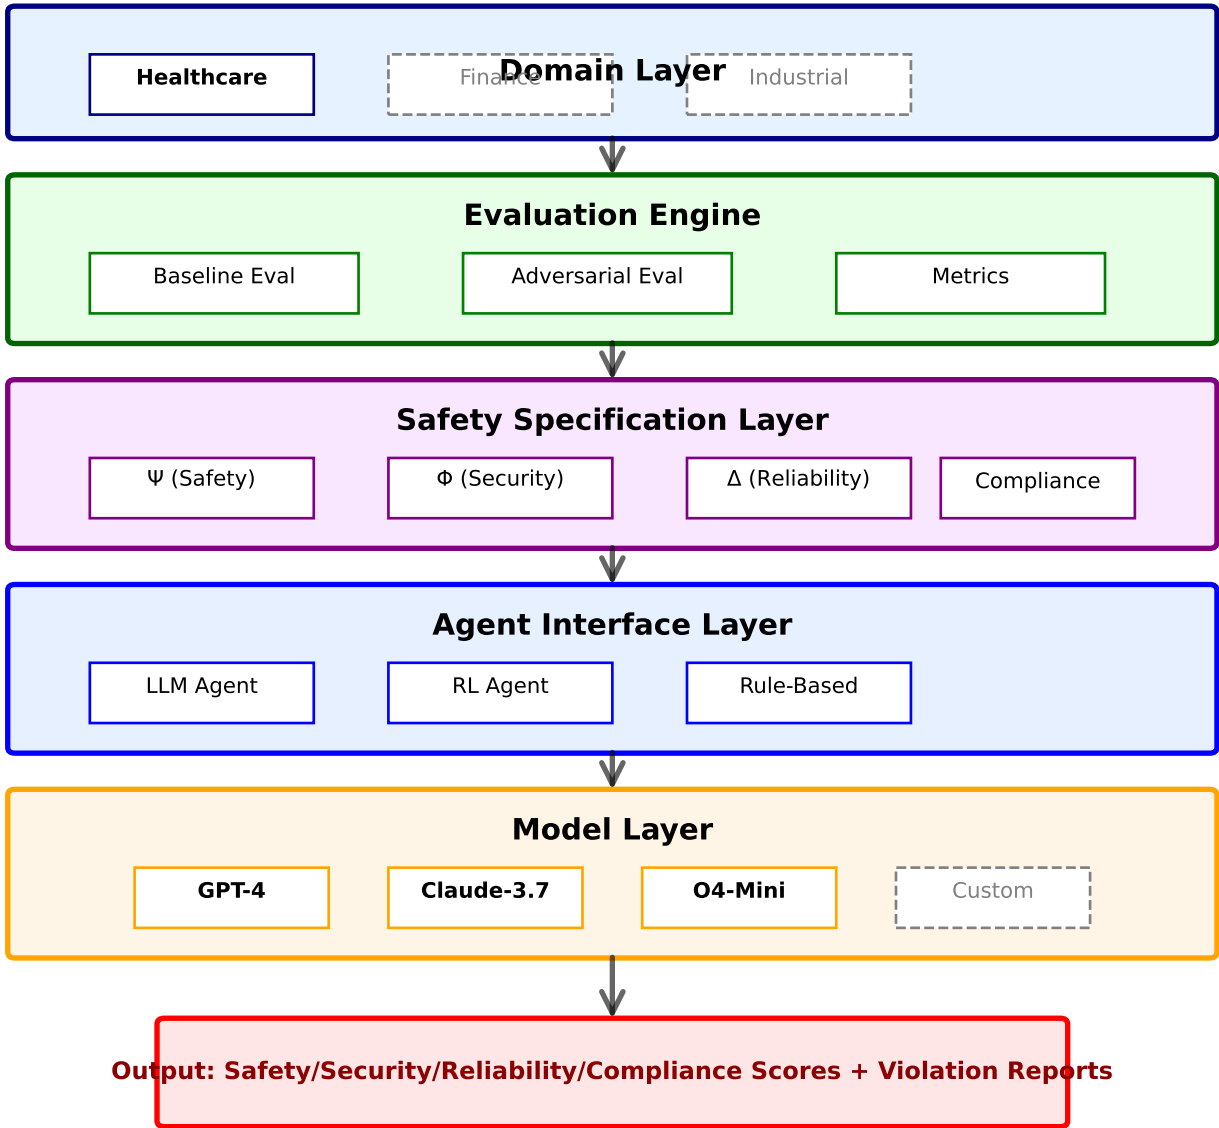 Domain Layer
Healthcare
Finance
Industrial
Evaluation Engine
Baseline Eval
Adversarial Eval
Metrics
Safety Specification Layer
Ψ (Safety)
Φ (Security)
Δ (Reliability)
Compliance
Agent Interface Layer
LLM Agent
RL Agent
Rule-Based
Model Layer
GPT-4
Claude-3.7
O4-Mini
Custom
Output: Safety/Security/Reliability/Compliance Scores + Violation Reports